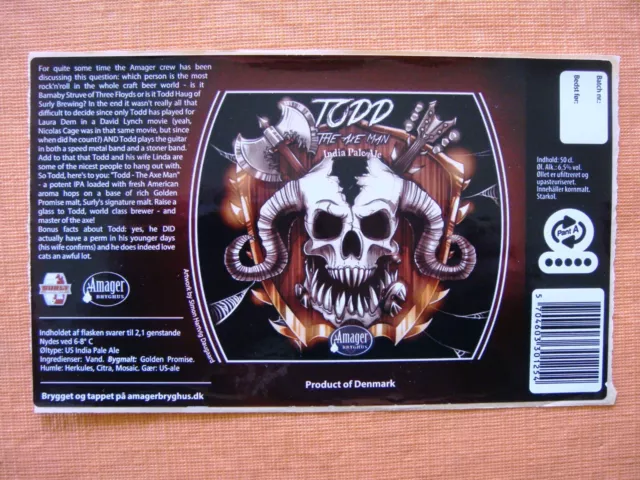 For quite some time the Amager crew has been
discussing this question: which person is the most
rock'n'roll in the whole craft beer world - is it
Barnaby Struve of Three Floyds or is it Todd Haug of
Surly Brewing? In the end it wasn't really all that
difficult to decide since only Todd has played for
Laura Dern in a David Lynch movie (yeah,
Nicolas Cage was in that same movie, but since
when did he count?) AND Todd plays the guitar
in both a speed metal band and a stoner band.
Add to that that Todd and his wife Linda are
some of the nicest people to hang out with.
So Todd, here's to you: "Todd - The Axe Man"
- a potent IPA loaded with fresh American
aroma hops on a base of rich Golden
Promise malt, Surly's signature malt. Raise a
glass to Todd, world class brewer – and
master of the axe!
Bonus facts about Todd: yes, he DID
actually have a perm in his younger days
(his wife confirms) and he does indeed love
cats an awful lot.
SURLY
Amager
BRYGHUS
Indholdet af flasken svarer til 2,1 genstande
Nydes ved 6-8° C
Øltype: US India Pale Ale
Ingredienser: Vand. Bygmalt: Golden Promise.
Humle: Herkules, Citra, Mosaic. Gær: US-ale
Brygget og tappet på amagerbryghus.dk
Artwork by Simon Hartvig Daugaard
TODD
THE AXE MAN
India Pale Ale
Amager
BRYGHUS
Product of Denmark
Batch nr.:
Bedst før:
Indhold: 50 cl.
Øl. Alk.: 6,5% vol.
Øllet er ufiltreret og
upasteuriseret.
Innehåller kornmalt.
Starköl.
Pant A
5 704603 301254